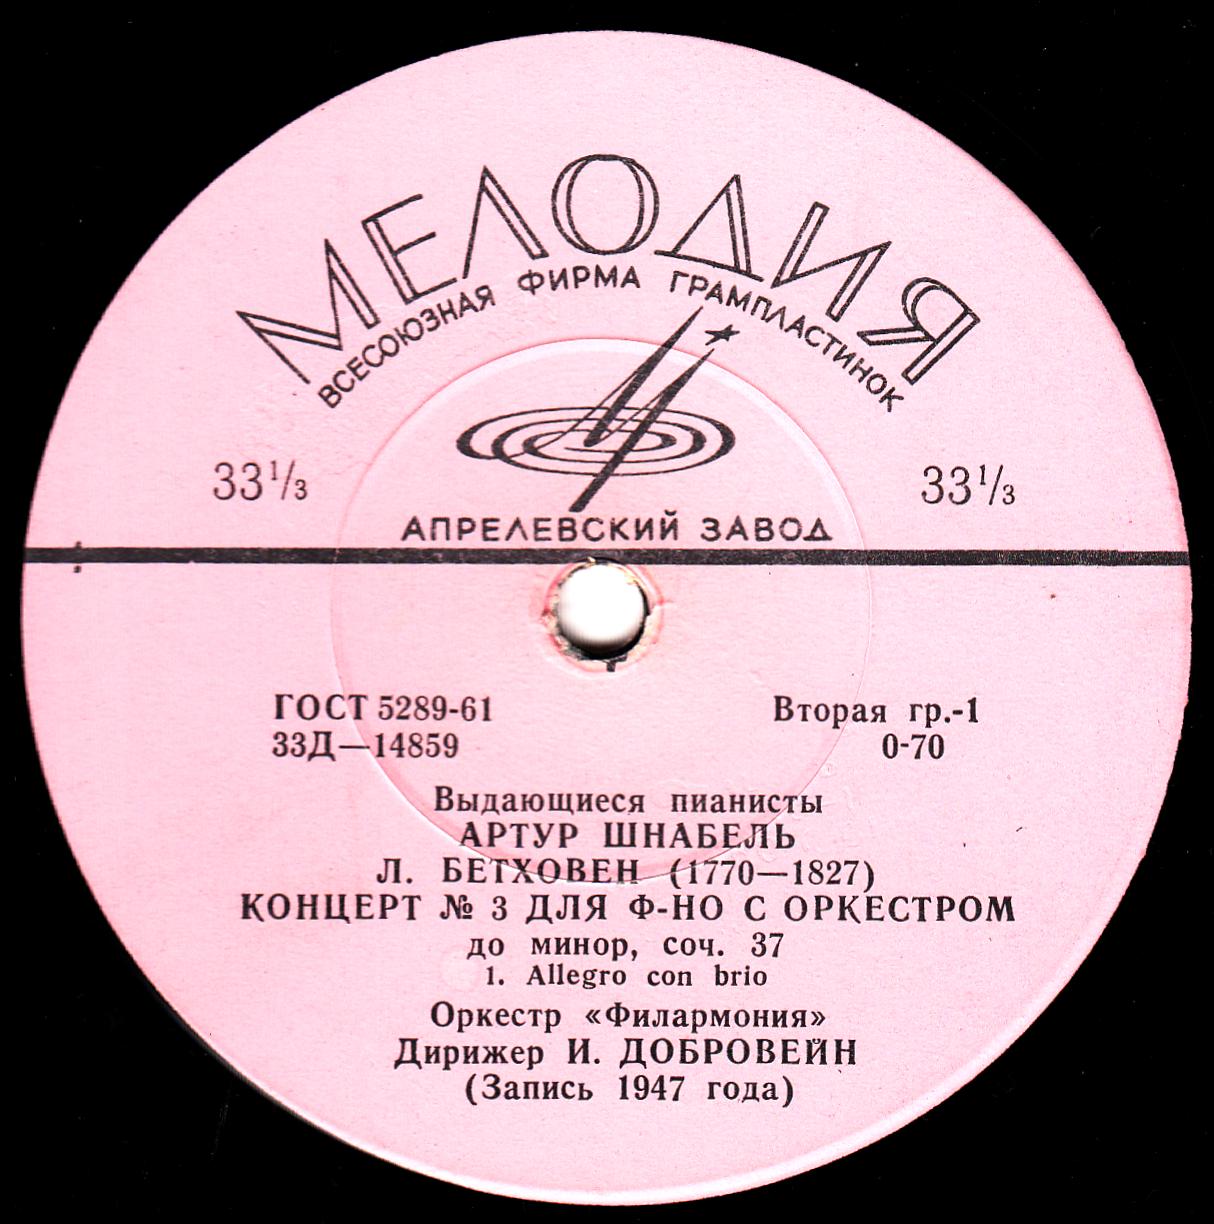 МЕЛОДИЯ
ВСЕСОЮЗНАЯ ФИРМА ГРАМПЛАСТИНОК
33⅓ 33⅓
АПРЕЛЕВСКИЙ ЗАВОД
ГОСТ 5289-61 Вторая гр.-1
33Д—14859 0-70
Выдающиеся пианисты
АРТУР ШНАБЕЛЬ
Л. БЕТХОВЕН (1770—1827)
КОНЦЕРТ № 3 ДЛЯ Ф-НО С ОРКЕСТРОМ
до минор, соч. 37
1. Allegro con brio
Оркестр «Филармония»
Дирижер И. ДОБРОВЕЙН
(Запись 1947 года)